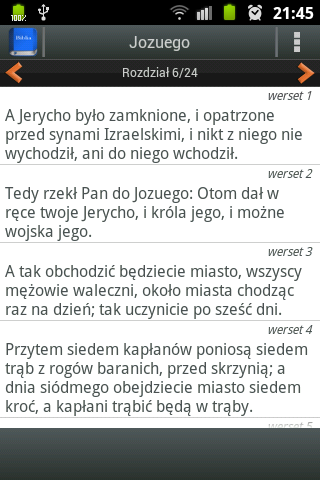 100%
21:45
Biblia
Jozuego
Rozdział 6/24
werset 1
A Jerycho było zamknione, i opatrzone
przed synami Izraelskimi, i nikt z niego nie
wychodził, ani do niego wchodził.
werset 2
Tedy rzekł Pan do Jozuego: Otom dał w
ręce twoje Jerycho, i króla jego, i możne
wojska jego.
werset 3
A tak obchodzić będziecie miasto, wszyscy
mężowie waleczni, około miasta chodząc
raz na dzień; tak uczynicie po sześć dni.
werset 4
Przytem siedem kapłanów poniosą siedem
trąb z rogów baranich, przed skrzynią; a
dnia siódmego obejdziecie miasto siedem
kroć, a kapłani trąbić będą w trąby.
werset 5